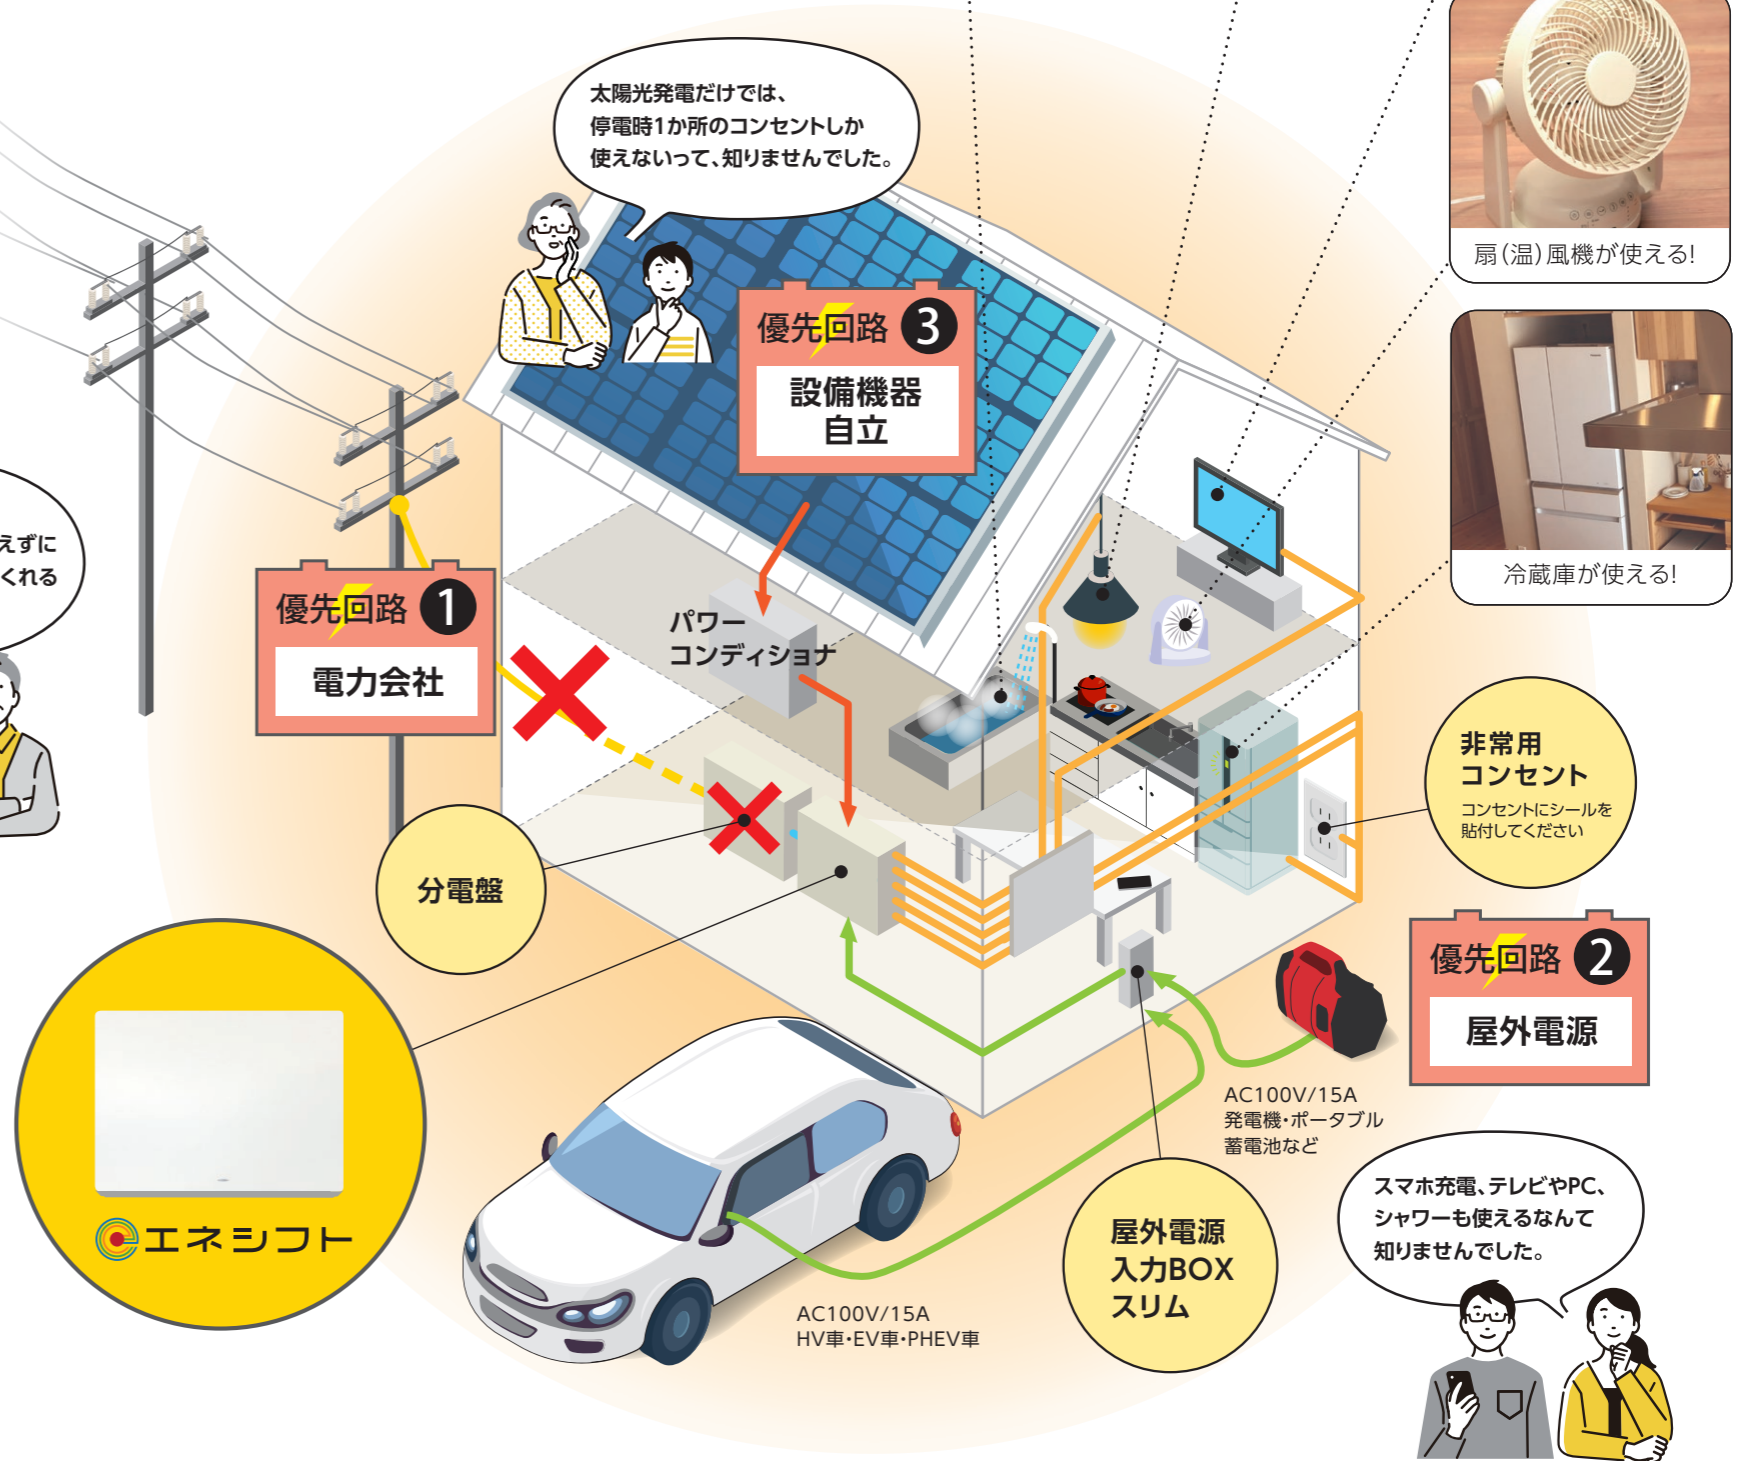 太陽光発電だけでは、
停電時1か所のコンセントしか
使えないって、知りませんでした。
扇(温)風機が使える!
優先回路 3
設備機器
自立
冷蔵庫が使える!
えずに
くれる
優先回路 1
電力会社
パワー
コンディショナ
非常用
コンセント
コンセントにシールを
貼付してください
分電盤
優先回路 2
屋外電源
AC100V/15A
発電機・ポータブル
蓄電池など
エネシフト
屋外電源
入力BOX
スリム
スマホ充電、テレビやPC、
シャワーも使えるなんて
知りませんでした。
AC100V/15A
HV車・EV車・PHEV車